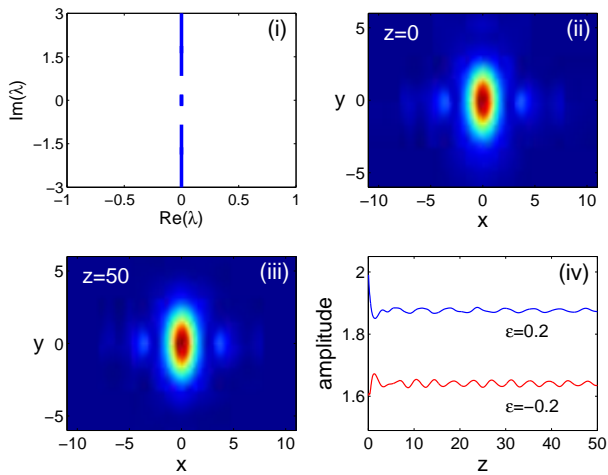 3
1.5
0
−1.5
−3
Im(λ)
−1
−0.5
0
0.5
1
Re(λ)
(i)
z=0
(ii)
5
0
−5
y
−10
−5
0
5
10
x
z=50
(iii)
5
0
−5
y
−10
−5
0
5
10
x
(iv)
2
1.8
1.6
amplitude
ε=0.2
ε=−0.2
0
10
20
30
40
50
z